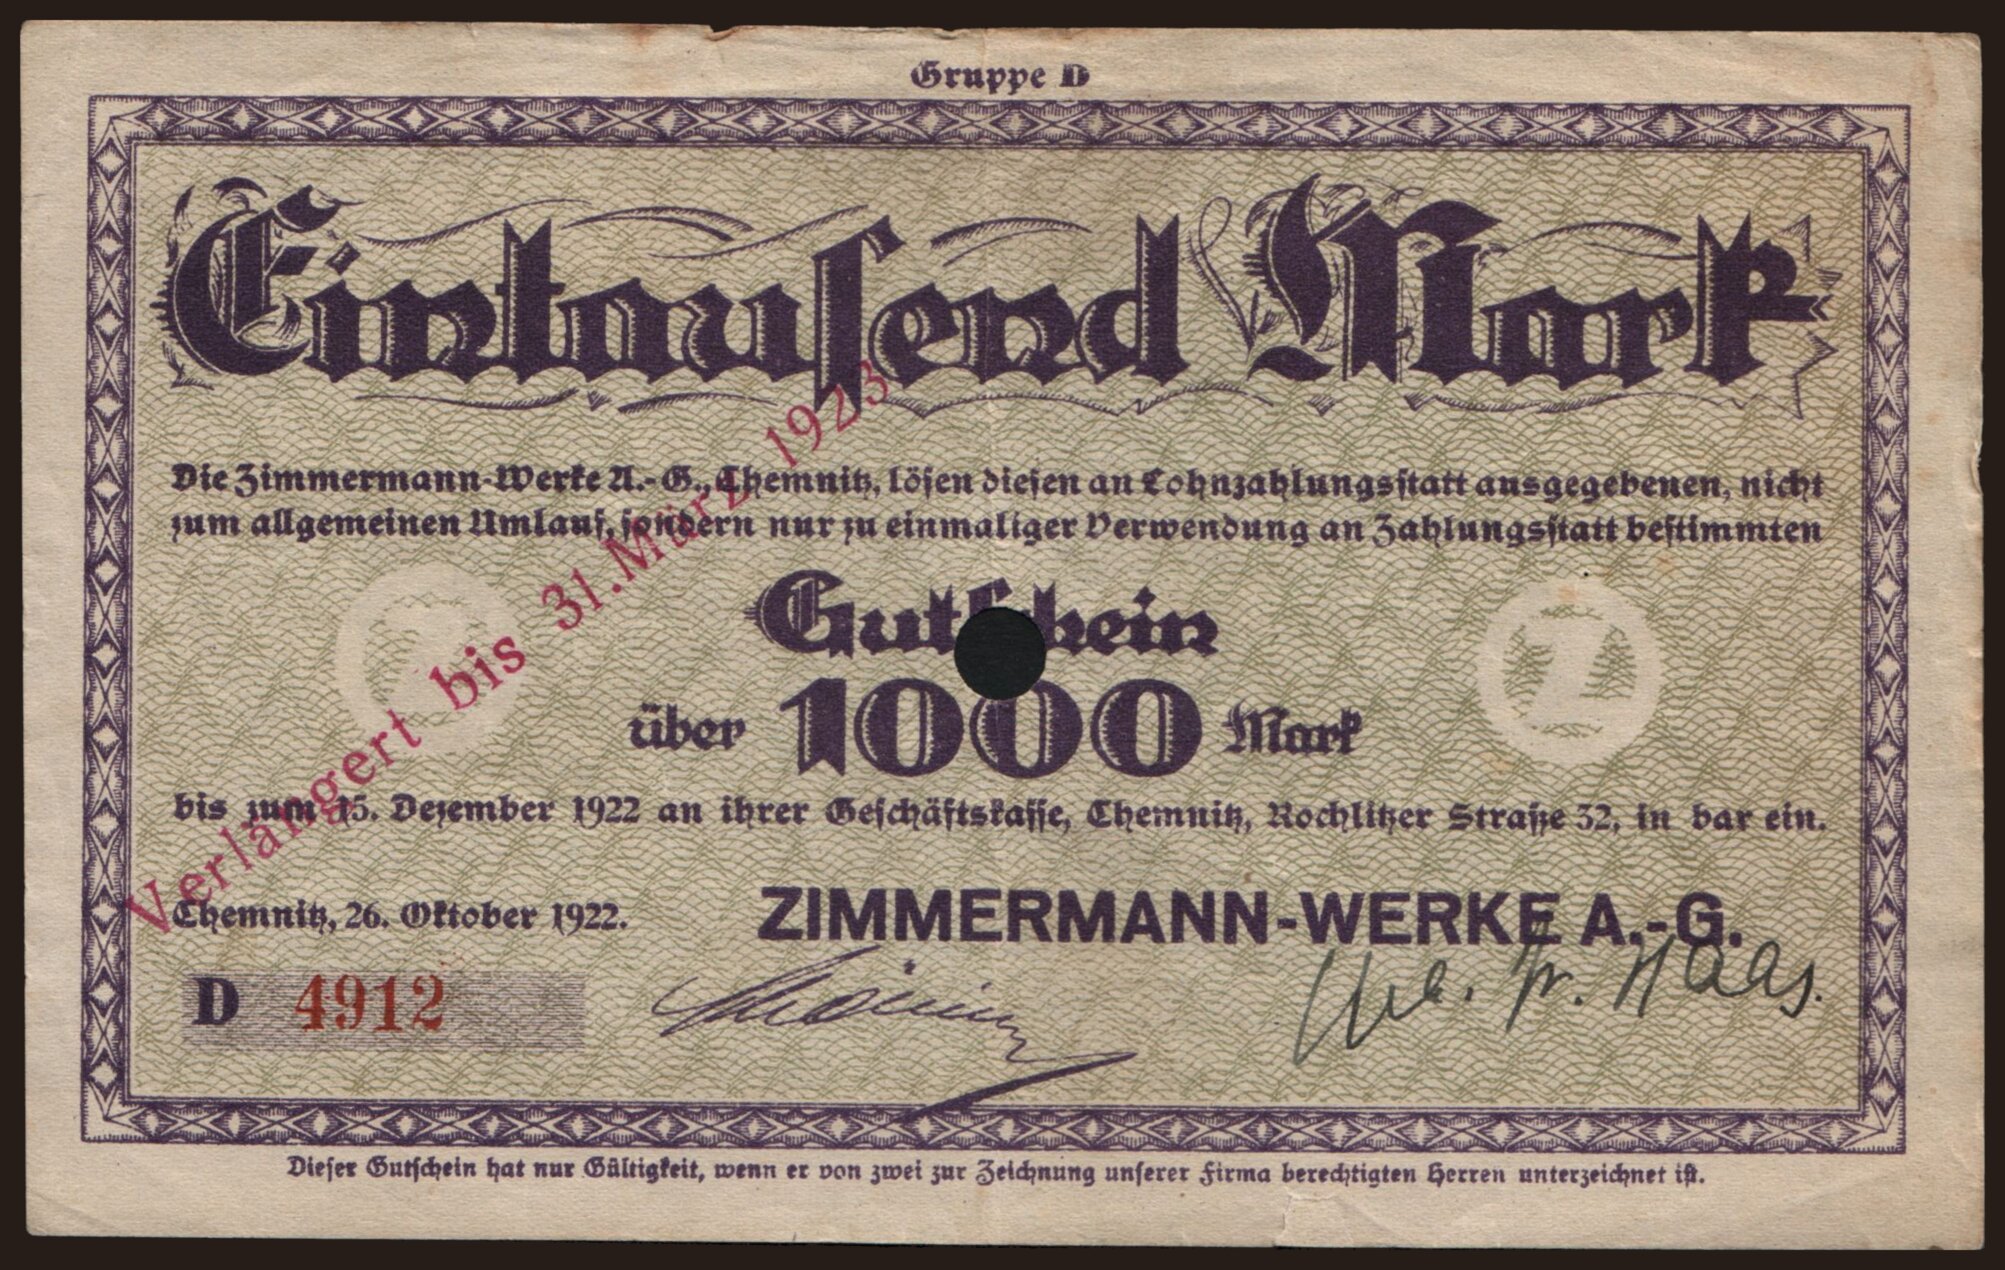 Gruppe D
Eintausend Mark
Die Zimmermann-Werke A.-G., Chemnitz, lösen diesen an Lohnzahlungsstatt ausgegebenen, nicht
zum allgemeinen Umlauf, sondern nur zu einmaliger Verwendung an Zahlungsstatt bestimmten
Gutschein
über 1000 Mark
Z
bis zum 15. Dezember 1922 an ihrer Geschäftskasse, Chemnitz, Rochlitzer Straße 32, in bar ein.
Verlängert bis 31. März 1923
Chemnitz, 26. Oktober 1922.
ZIMMERMANN-WERKE A.-G.
D 4912
Haas.
Dieser Gutschein hat nur Gültigkeit, wenn er von zwei zur Zeichnung unserer Firma berechtigten Herren unterzeichnet ist.